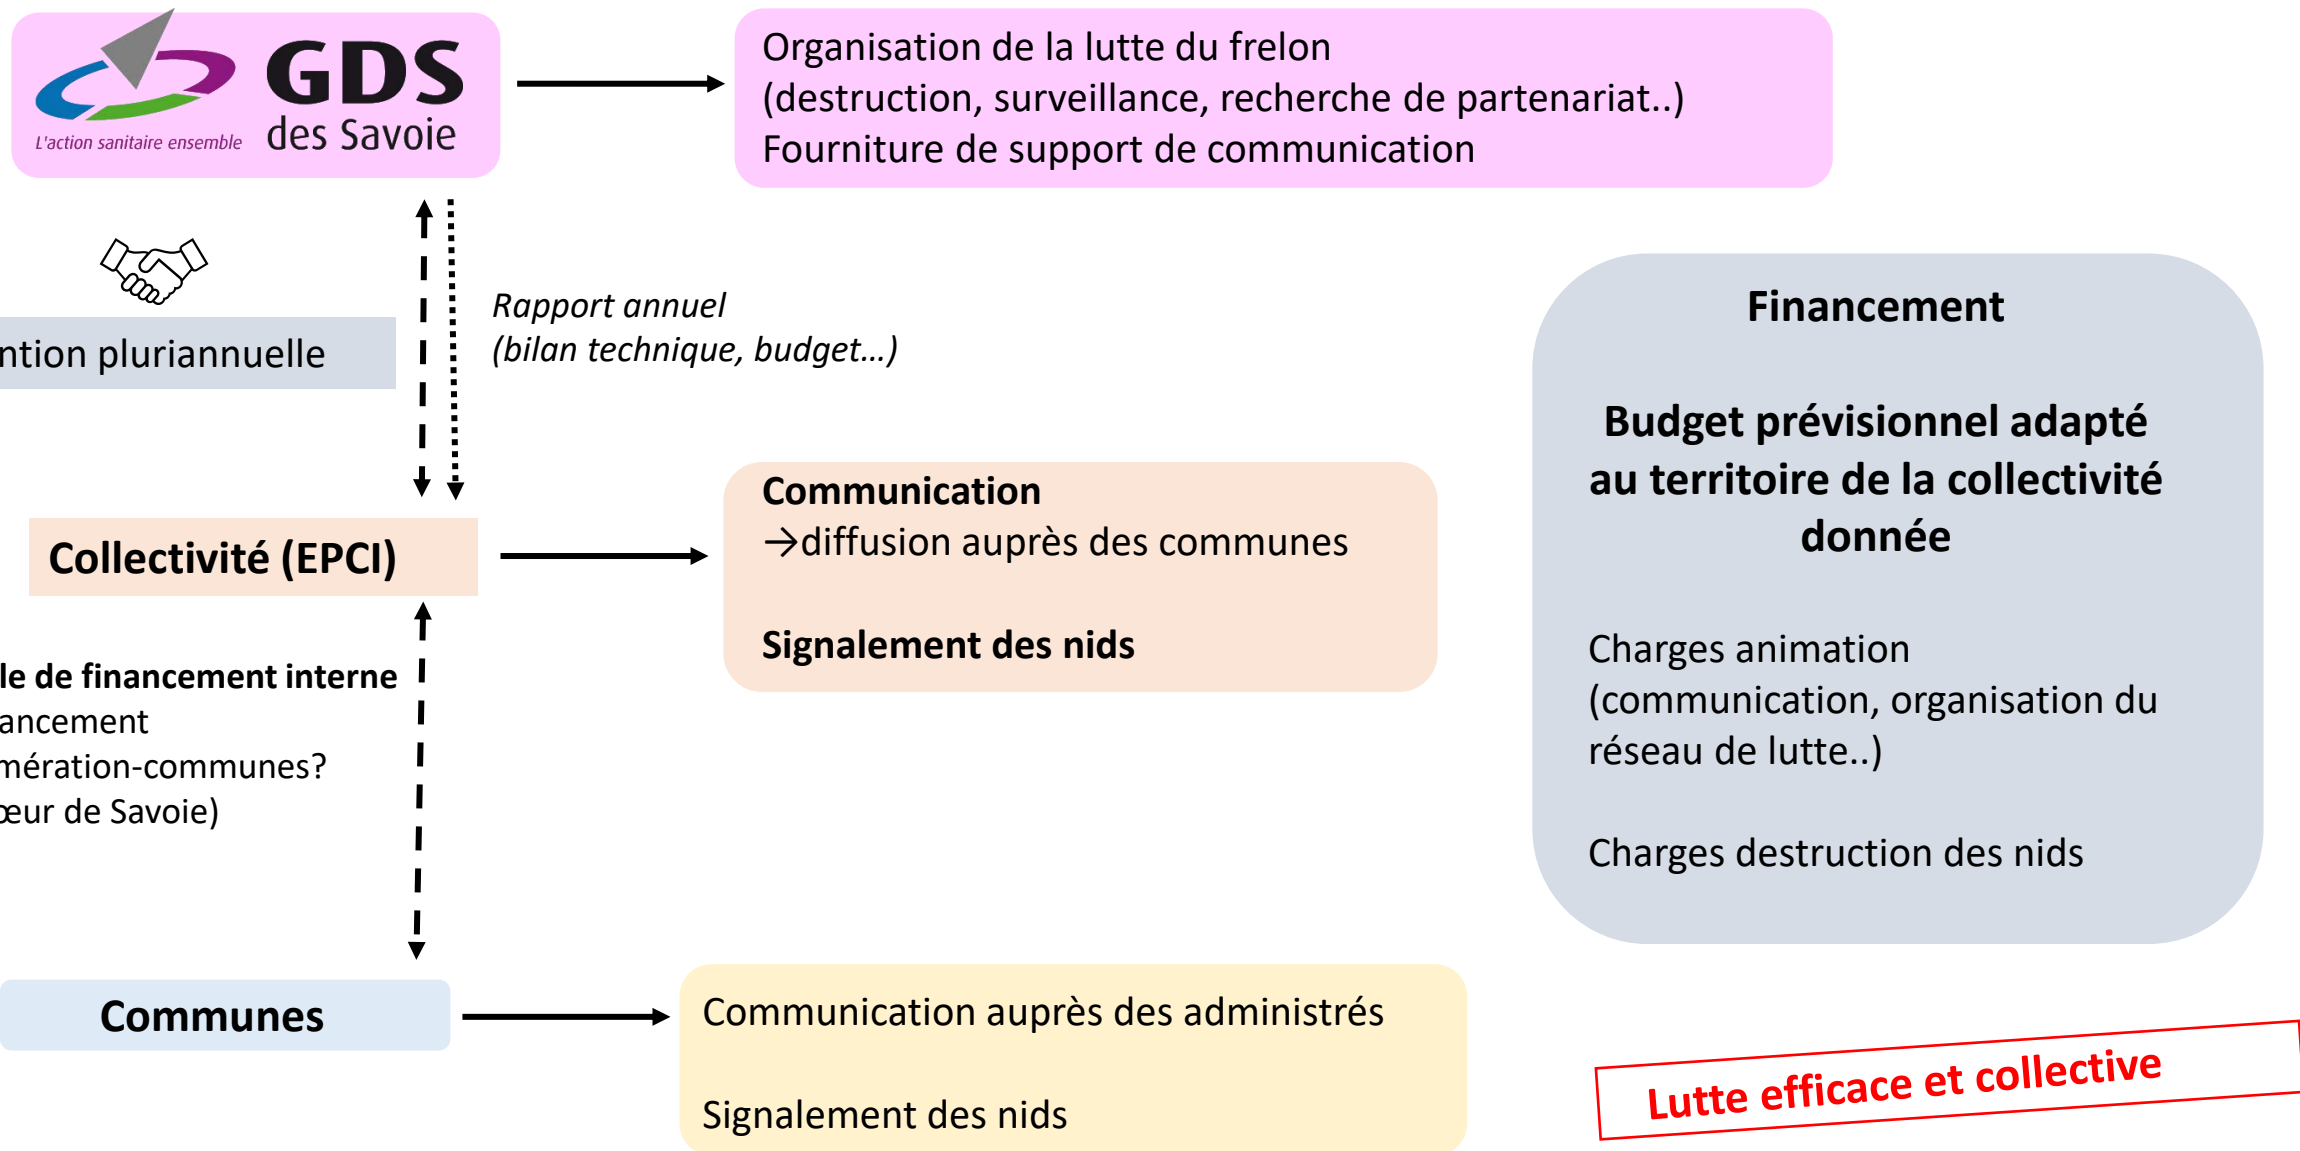 GDS
des Savoie
L'action sanitaire ensemble
Organisation de la lutte du frelon
(destruction, surveillance, recherche de partenariat..)
Fourniture de support de communication
ntion pluriannuelle
Rapport annuel
(bilan technique, budget…)
Collectivité (EPCI)
Communication
→diffusion auprès des communes
Signalement des nids
le de financement interne
ancement
mération-communes?
œur de Savoie)
Communes
Communication auprès des administrés
Signalement des nids
Financement
Budget prévisionnel adapté
au territoire de la collectivité
donnée
Charges animation
(communication, organisation du
réseau de lutte..)
Charges destruction des nids
Lutte efficace et collective